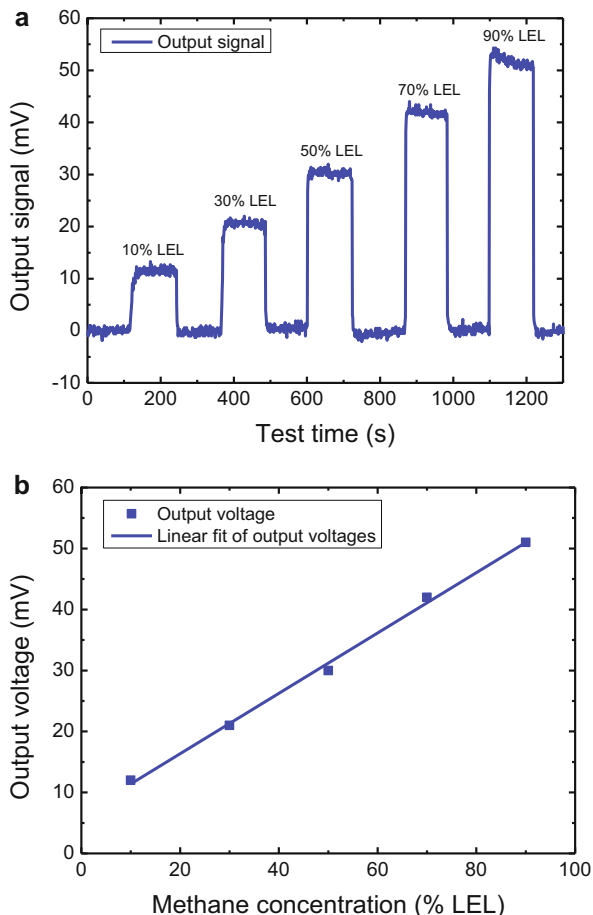 a
60
50
40
30
20
10
0
-10
Output signal (mV)
Output signal
10% LEL
30% LEL
50% LEL
70% LEL
90% LEL
0
200
400
600
800
1000
1200
Test time (s)
b
60
50
40
30
20
10
0
Output voltage (mV)
Output voltage
Linear fit of output voltages
0
20
40
60
80
100
Methane concentration (% LEL)